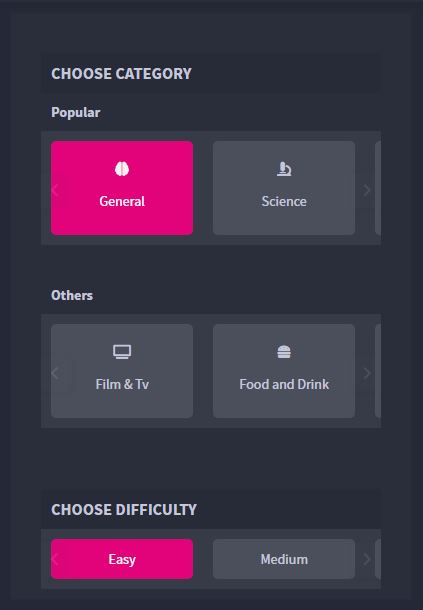 CHOOSE CATEGORY
Popular
General
Science
Others
Film & Tv
Food and Drink
CHOOSE DIFFICULTY
Easy
Medium